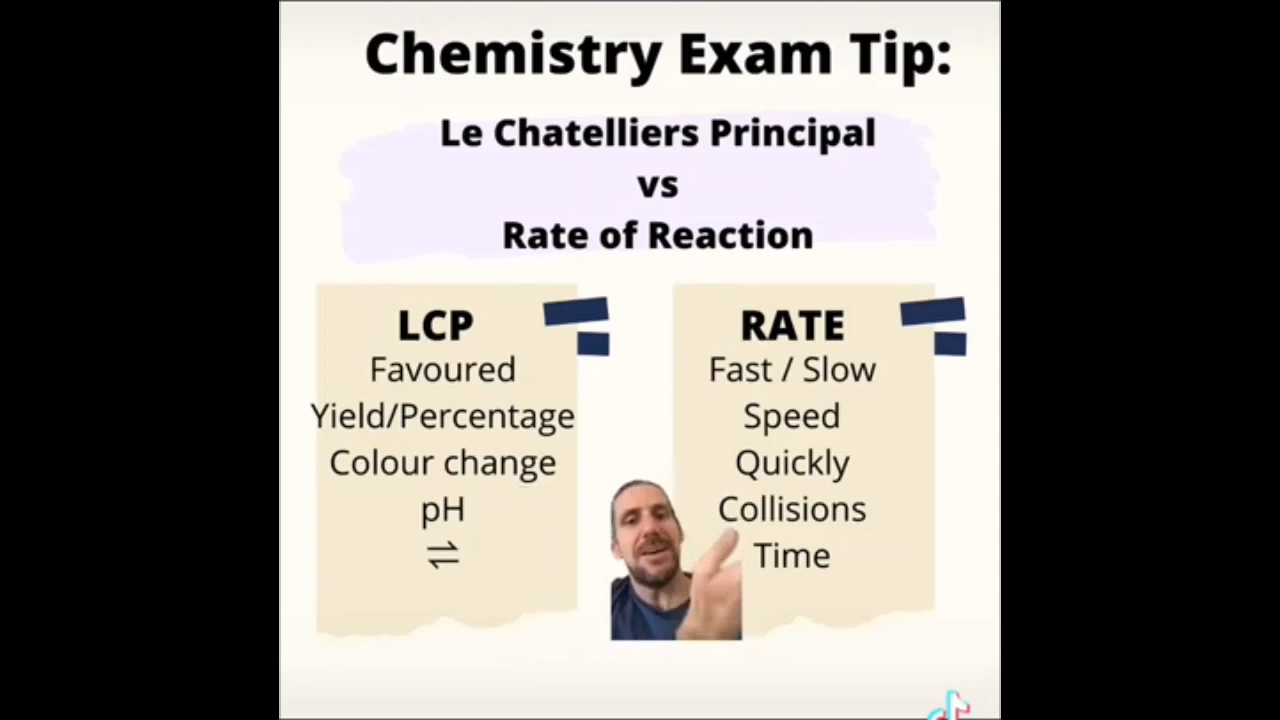 Chemistry Exam Tip:
Le Chatelliers Principal
vs
Rate of Reaction
LCP
Favoured
Yield/Percentage
Colour change
pH
⇌
RATE
Fast / Slow
Speed
Quickly
Collisions
Time